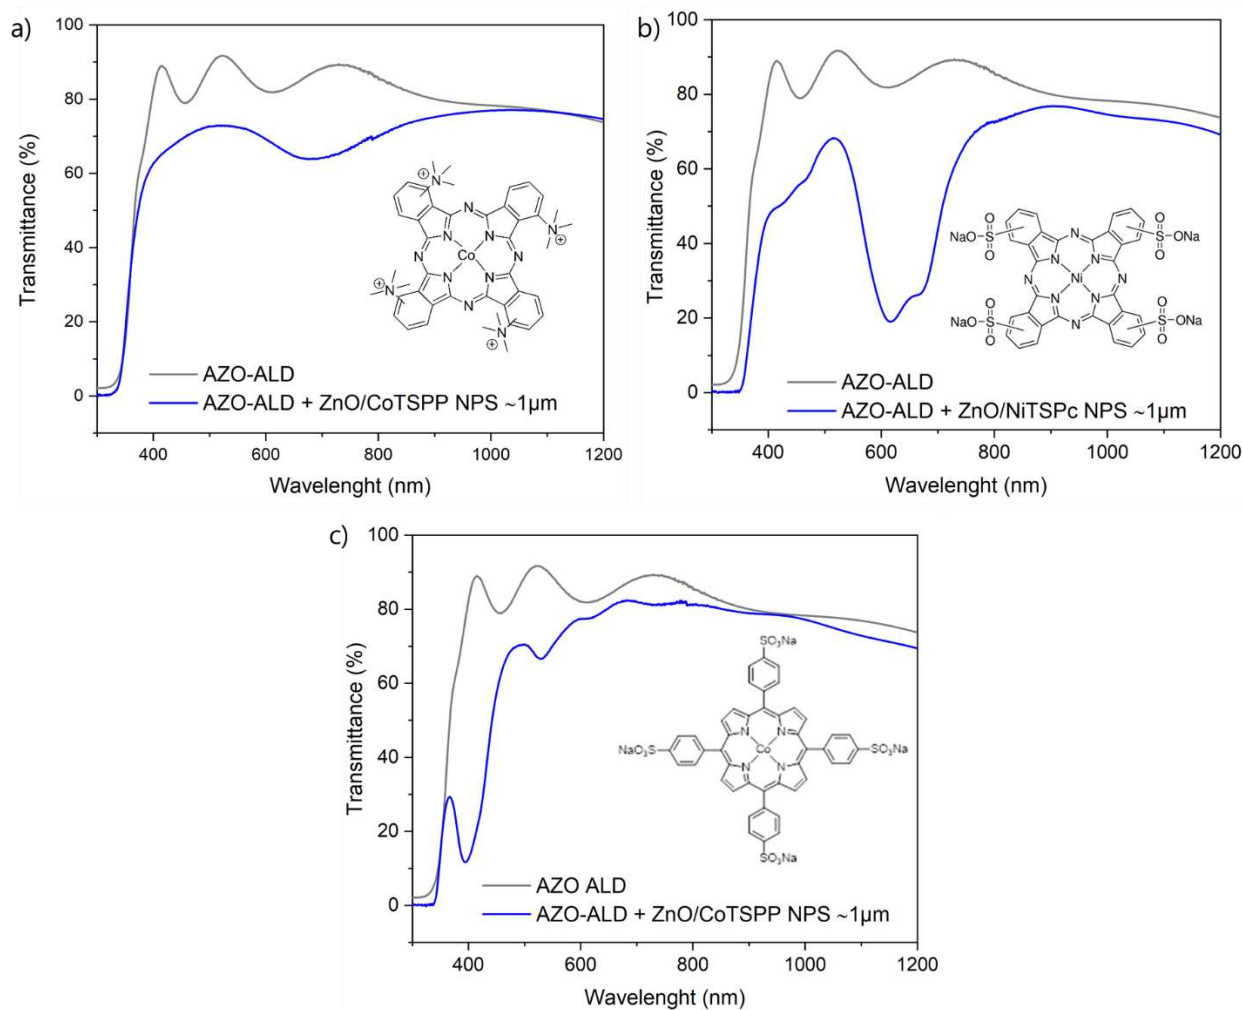 a)
100
80
60
40
20
0
Transmittance (%)
N
⊕
N
N
N
N
⊕
N
N
Co
N
N
N
N
N
⊕
N
⊕
AZO-ALD
AZO-ALD + ZnO/CoTSPP NPS ~1µm
400 600 800 1000 1200
Wavelenght (nm)
b)
100
80
60
40
20
0
Transmittance (%)
O
NaO-S
O
O
S-ONa
O
N
N
N
N
N
Ni
N
N
N
O
NaO-S
O
O
S-ONa
O
AZO-ALD
AZO-ALD + ZnO/NiTSPc NPS ~1µm
400 600 800 1000 1200
Wavelenght (nm)
c)
100
80
60
40
20
0
Transmittance (%)
SO₃Na
NaO₃S
N
N
Co
N
N
SO₃Na
SO₃Na
AZO ALD
AZO-ALD + ZnO/CoTSPP NPS ~1µm
400 600 800 1000 1200
Wavelenght (nm)